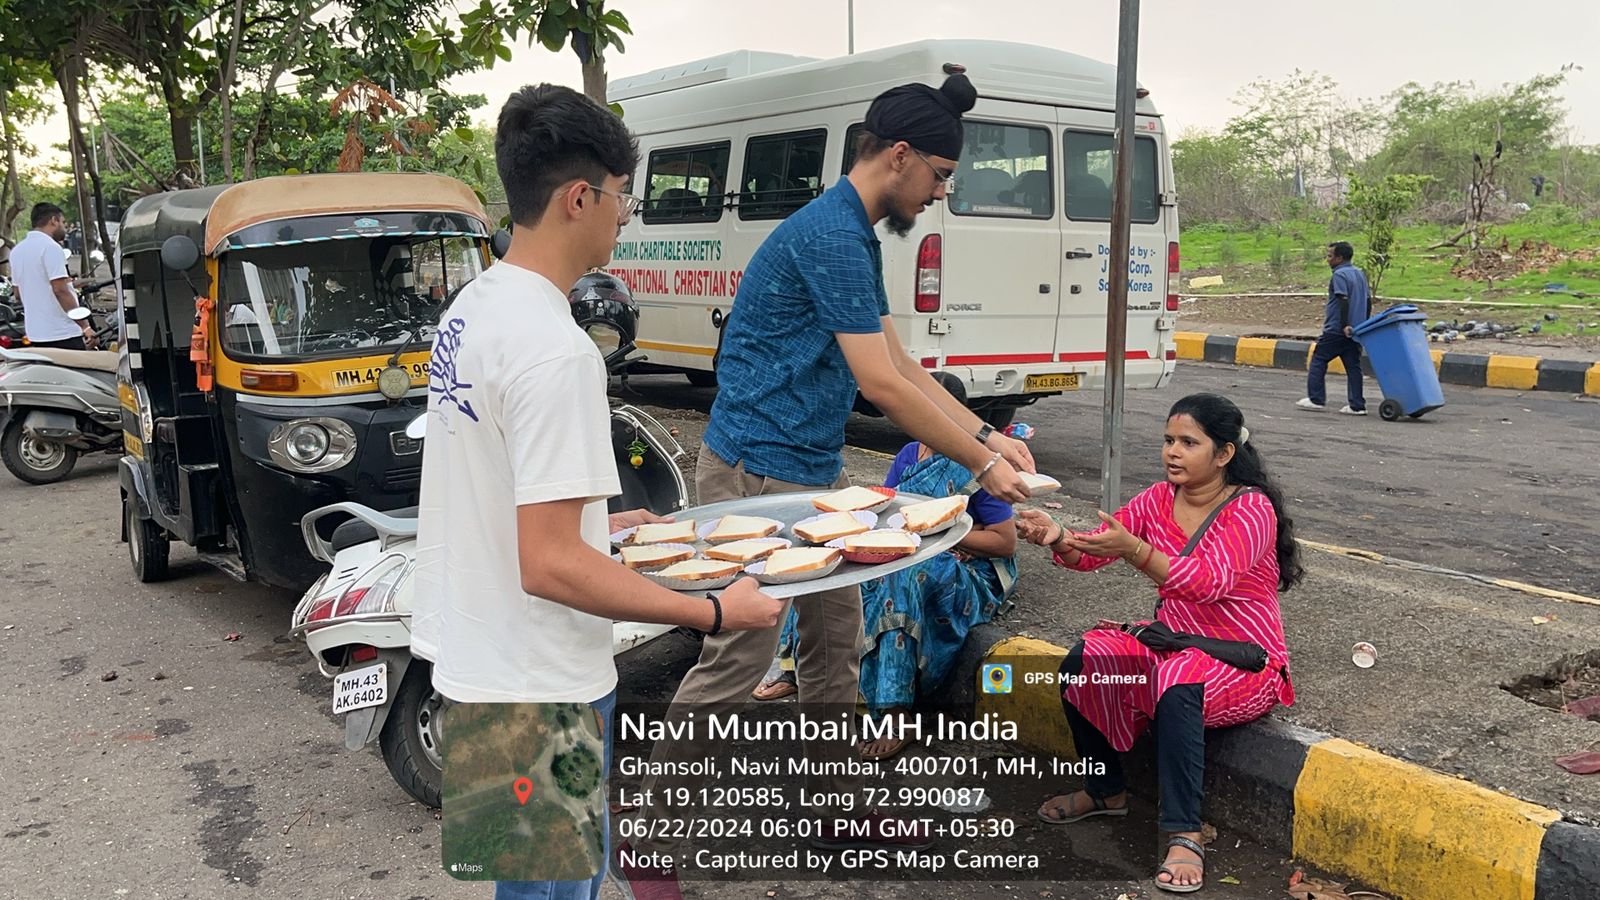 MAHIMA CHARITABLE SOCIETY'S
INTERNATIONAL CHRISTIAN
Donated by :-
Corp.
Korea
FORCE
MH.43.BG.8654
MH.43
MH.43
AK.6402
GPS Map Camera
Navi Mumbai,MH,India
Ghansoli, Navi Mumbai, 400701, MH, India
Lat 19.120585, Long 72.990087
06/22/2024 06:01 PM GMT+05:30
Note : Captured by GPS Map Camera
Maps